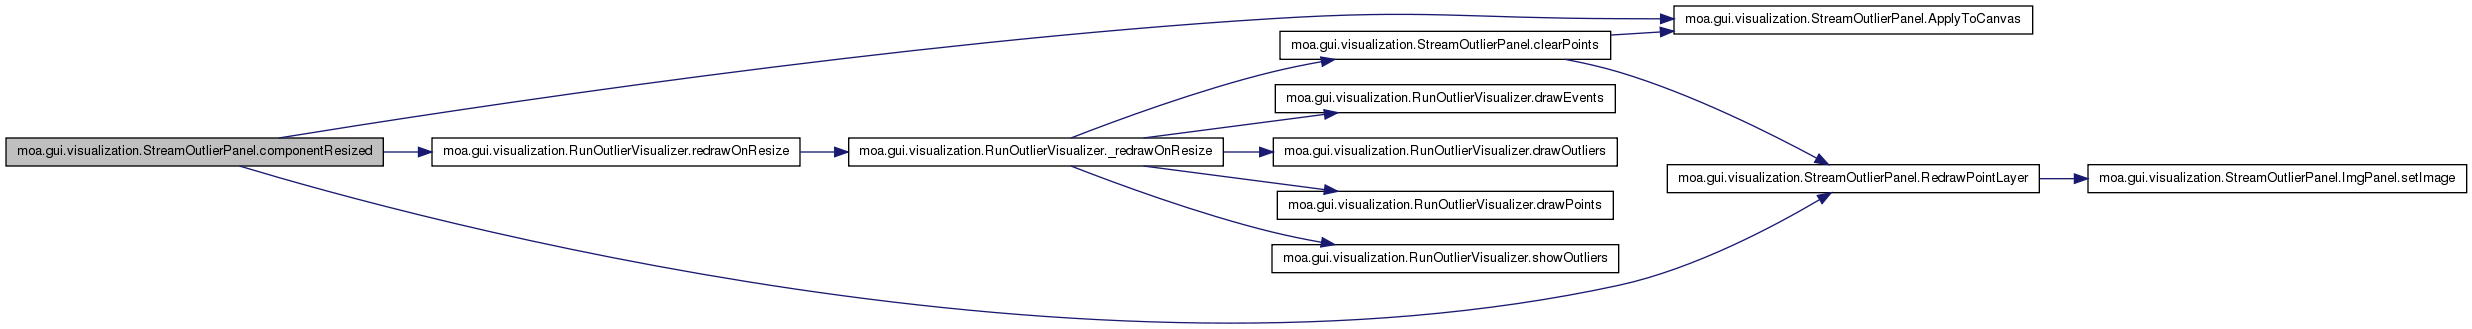 moa.gui.visualization.StreamOutlierPanel.componentResized
moa.gui.visualization.RunOutlierVisualizer.redrawOnResize
moa.gui.visualization.RunOutlierVisualizer._redrawOnResize
moa.gui.visualization.StreamOutlierPanel.clearPoints
moa.gui.visualization.RunOutlierVisualizer.drawEvents
moa.gui.visualization.RunOutlierVisualizer.drawOutliers
moa.gui.visualization.RunOutlierVisualizer.drawPoints
moa.gui.visualization.RunOutlierVisualizer.showOutliers
moa.gui.visualization.StreamOutlierPanel.ApplyToCanvas
moa.gui.visualization.StreamOutlierPanel.RedrawPointLayer
moa.gui.visualization.StreamOutlierPanel.ImgPanel.setImage